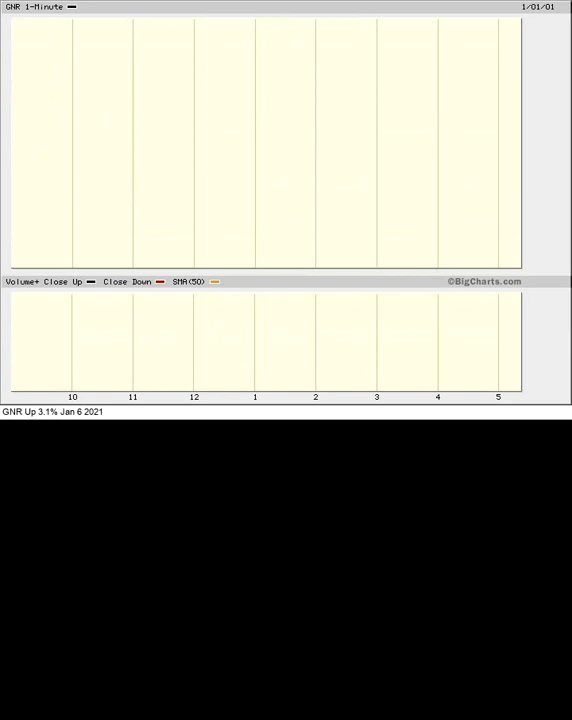 GNR 1-Minute 1/01/01
Volume+ Close Up Close Down SMA(50) ©BigCharts.com
10 11 12 1 2 3 4 5
GNR Up 3.1% Jan 6 2021